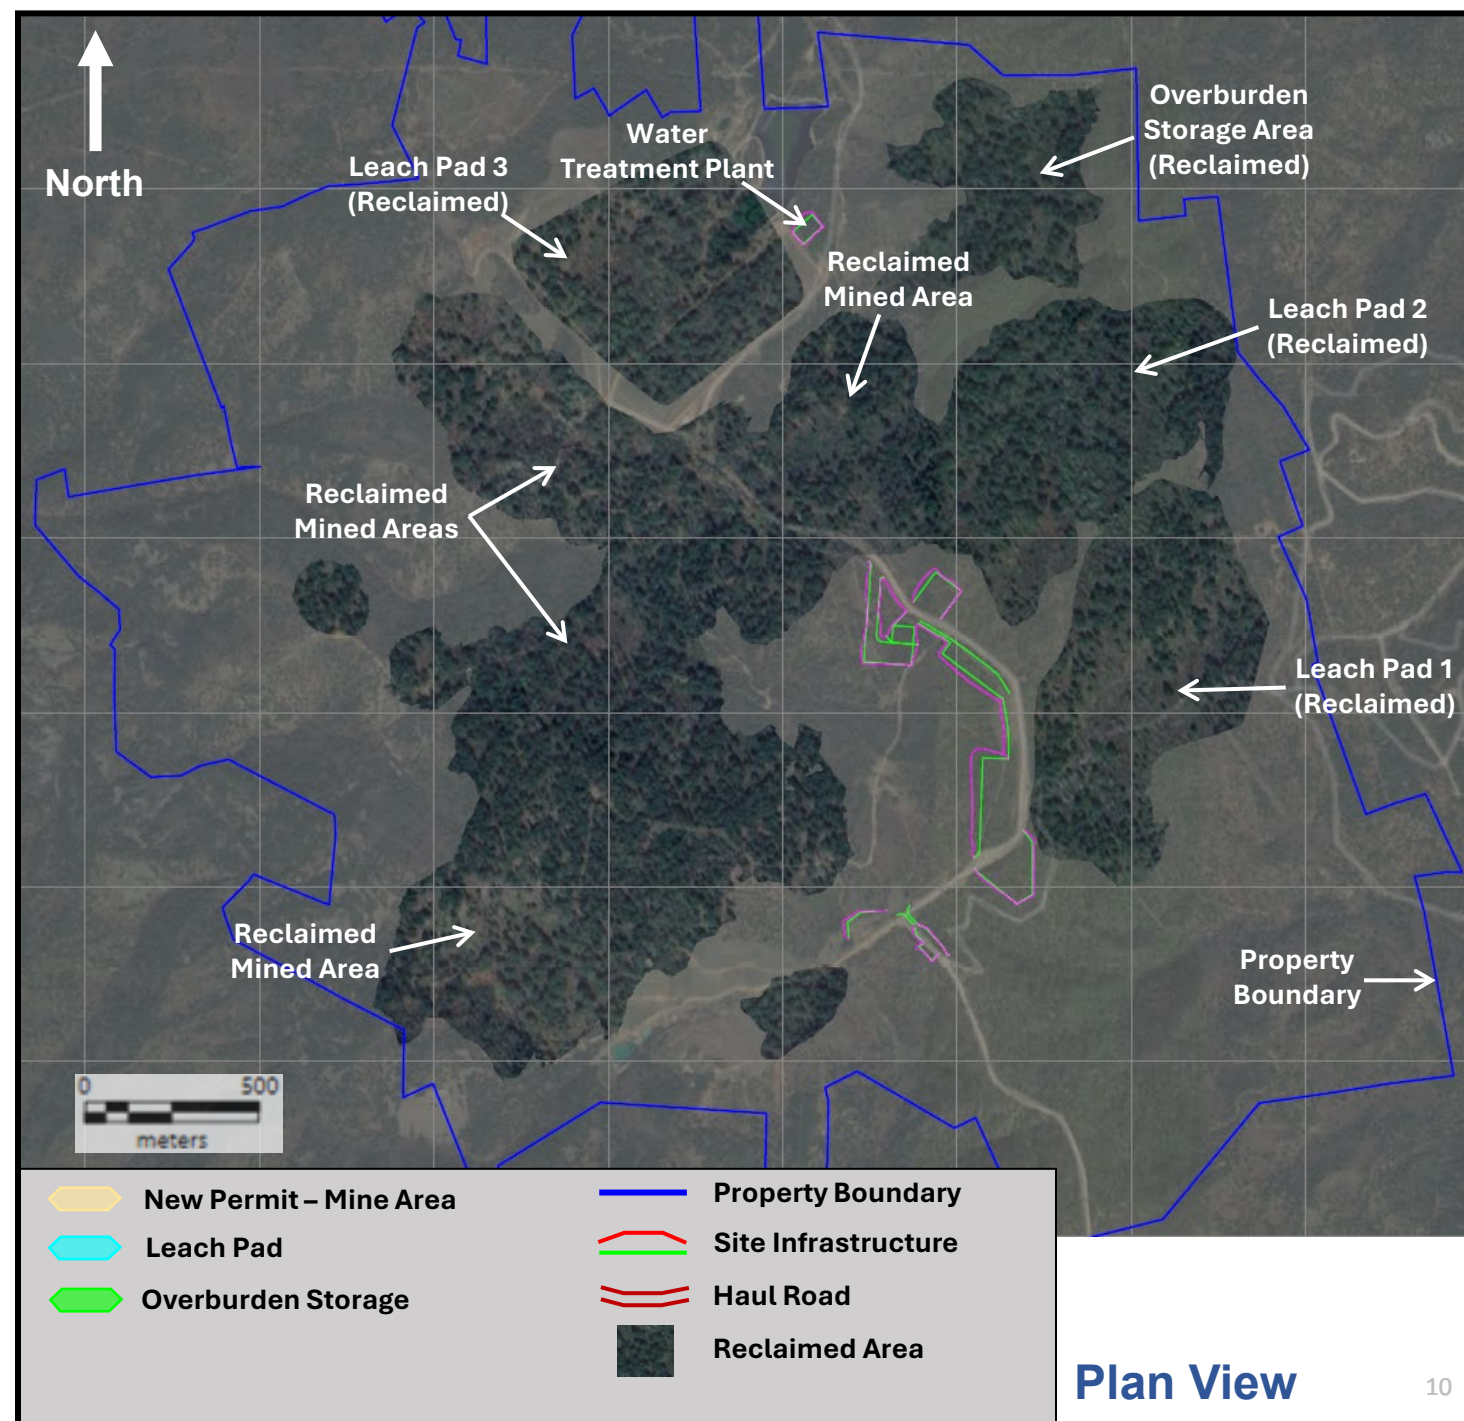 North
Leach Pad 3
(Reclaimed)
Water
Treatment Plant
Overburden
Storage Area
(Reclaimed)
Reclaimed
Mined Area
Leach Pad 2
(Reclaimed)
Reclaimed
Mined Areas
Leach Pad 1
(Reclaimed)
Reclaimed
Mined Area
Property
Boundary
0 500
meters
New Permit – Mine Area
Leach Pad
Overburden Storage
Property Boundary
Site Infrastructure
Haul Road
Reclaimed Area
Plan View
10